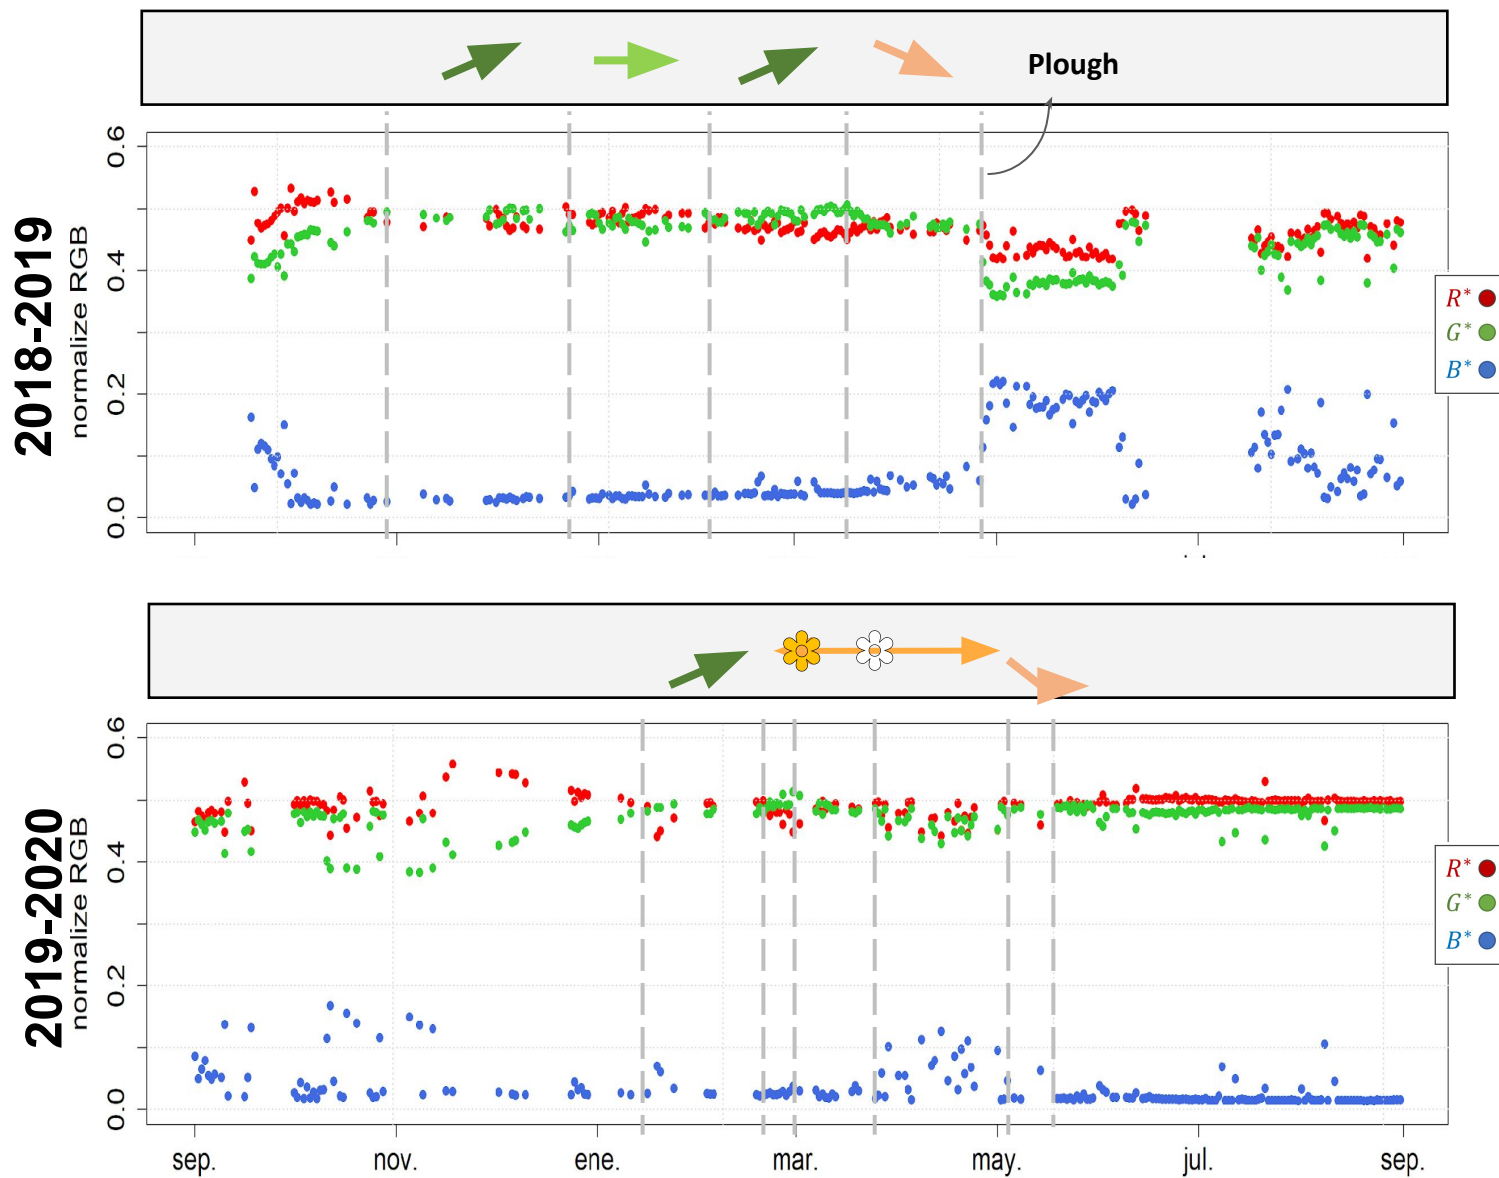 Plough
2018-2019
normalize RGB
0.6
0.4
0.2
0.0
R*
G*
B*
2019-2020
normalize RGB
0.6
0.4
0.2
0.0
R*
G*
B*
sep.
nov.
ene.
mar.
may.
jul.
sep.